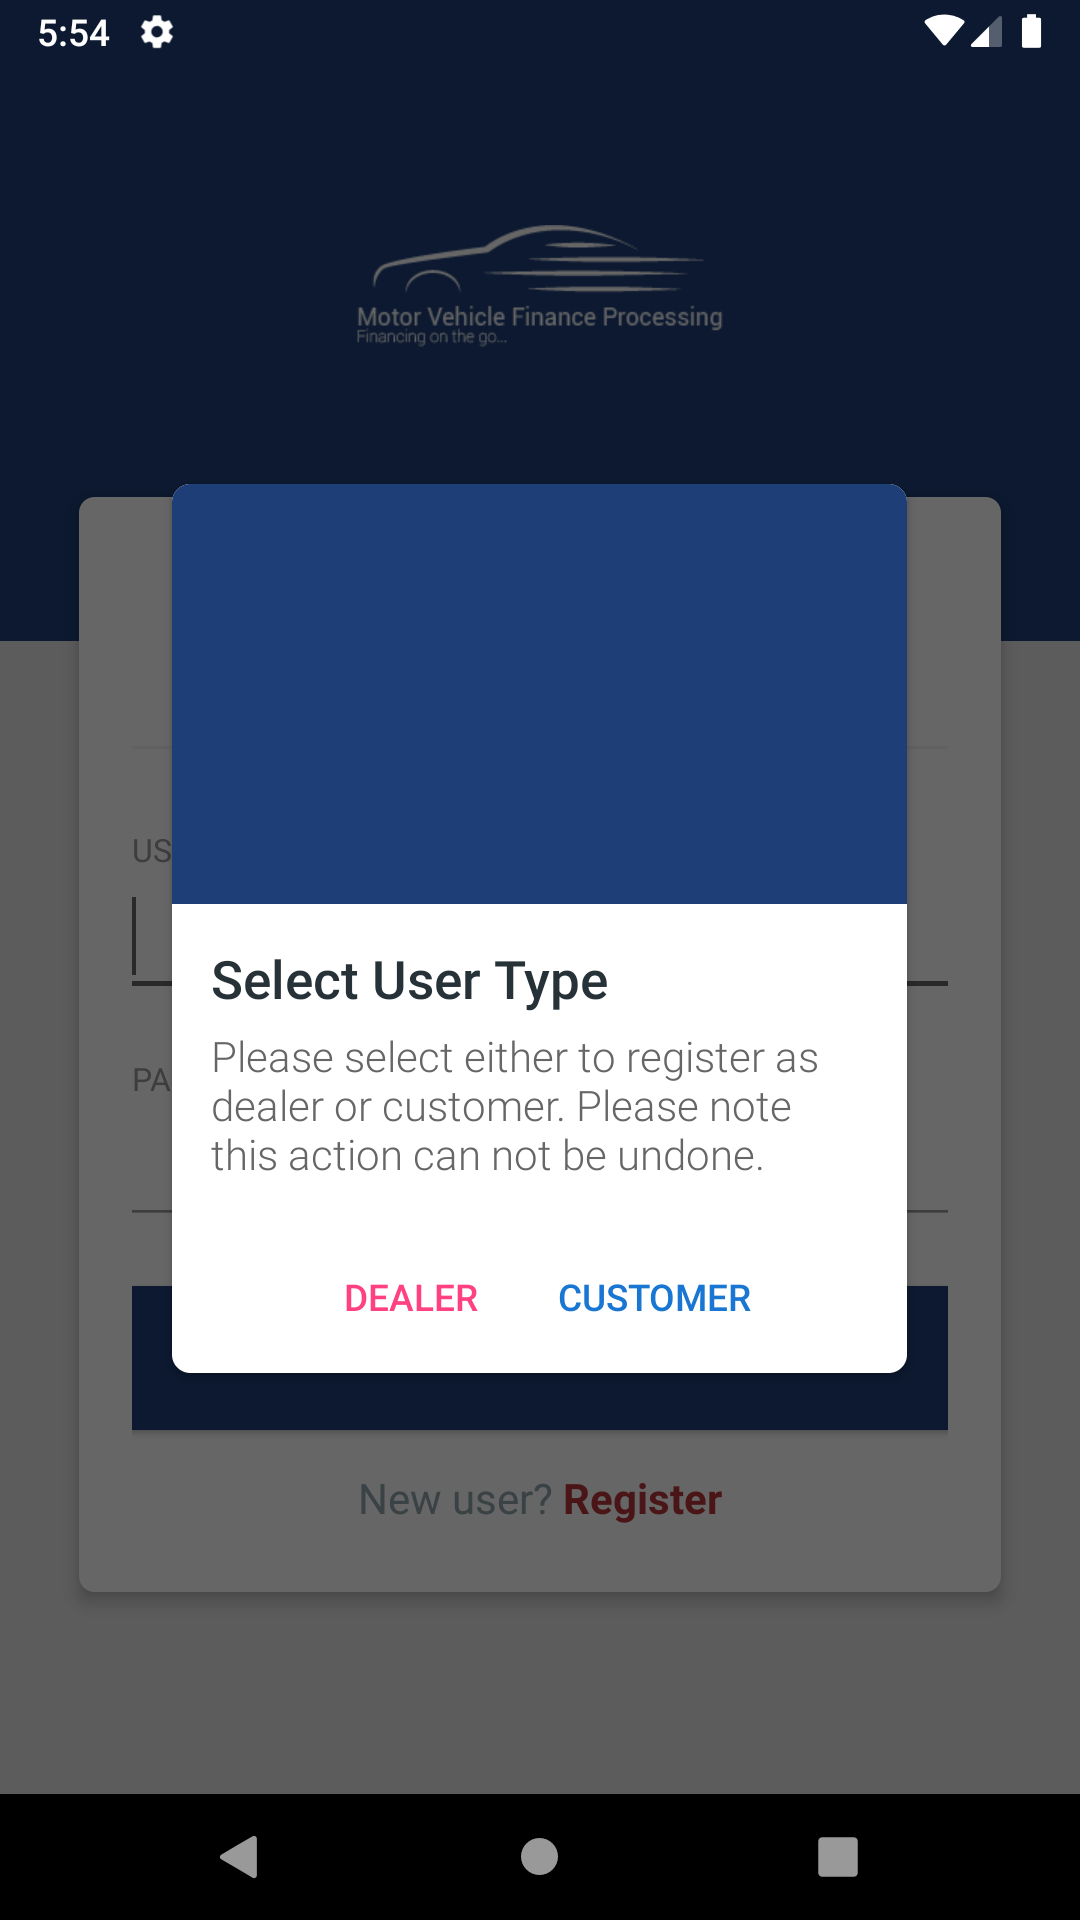 5:54
Motor Vehicle Finance Processing
Financing on the go...
US
PA
Select User Type
Please select either to register as
dealer or customer. Please note
this action can not be undone.
DEALER CUSTOMER
New user? Register